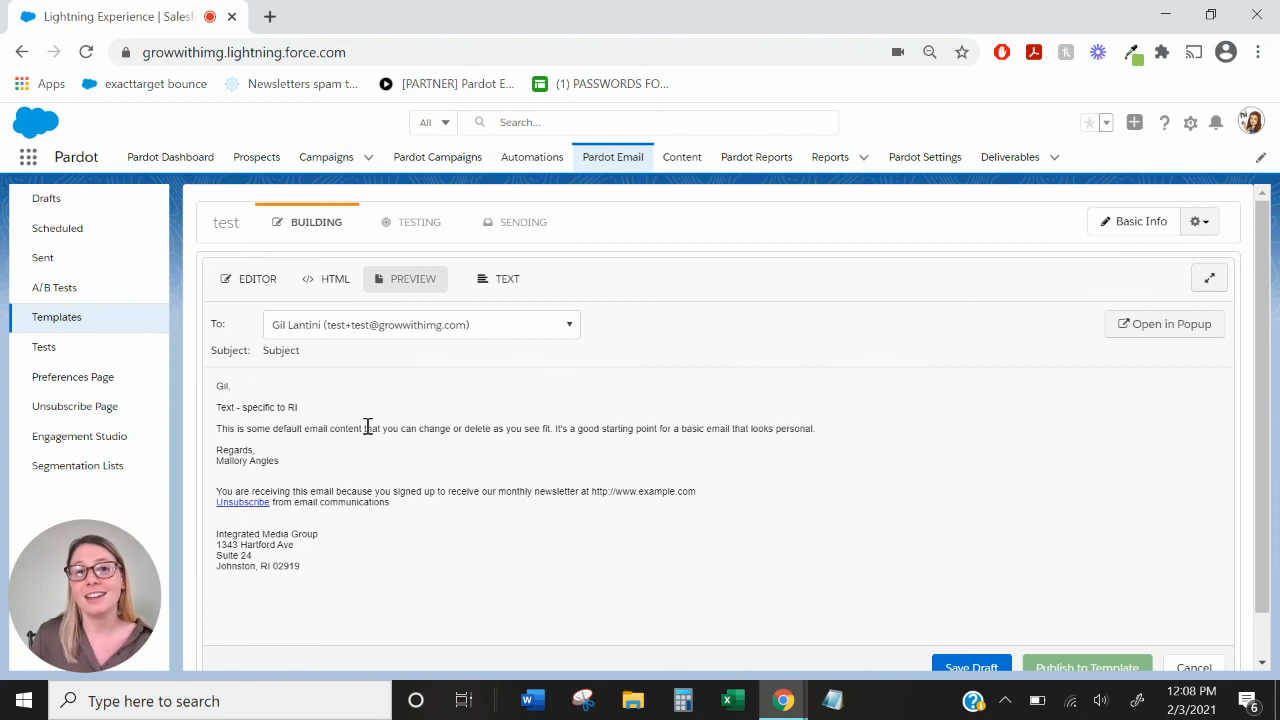 Lightning Experience | Salesf
growwithimg.lightning.force.com
Apps
exacttarget bounce
Newsletters spam t...
[PARTNER] Pardot E...
(1) PASSWORDS FO...
All
Search...
Pardot
Pardot Dashboard
Prospects
Campaigns
Pardot Campaigns
Automations
Pardot Email
Content
Pardot Reports
Reports
Pardot Settings
Deliverables
Drafts
Scheduled
Sent
A/B Tests
Templates
Tests
Preferences Page
Unsubscribe Page
Engagement Studio
Segmentation Lists
test
BUILDING
TESTING
SENDING
Basic Info
EDITOR
</> HTML
PREVIEW
TEXT
To:
Gil Lantini (test+test@growwithimg.com)
Open in Popup
Subject: Subject
Gil,
Text - specific to RI
This is some default email content that you can change or delete as you see fit. It's a good starting point for a basic email that looks personal.
Regards,
Mallory Angles
You are receiving this email because you signed up to receive our monthly newsletter at http://www.example.com
Unsubscribe from email communications
Integrated Media Group
1343 Hartford Ave
Suite 24
Johnston, RI 02919
Save Draft
Publish to Template
Cancel
Type here to search
12:08 PM
2/3/2021
6